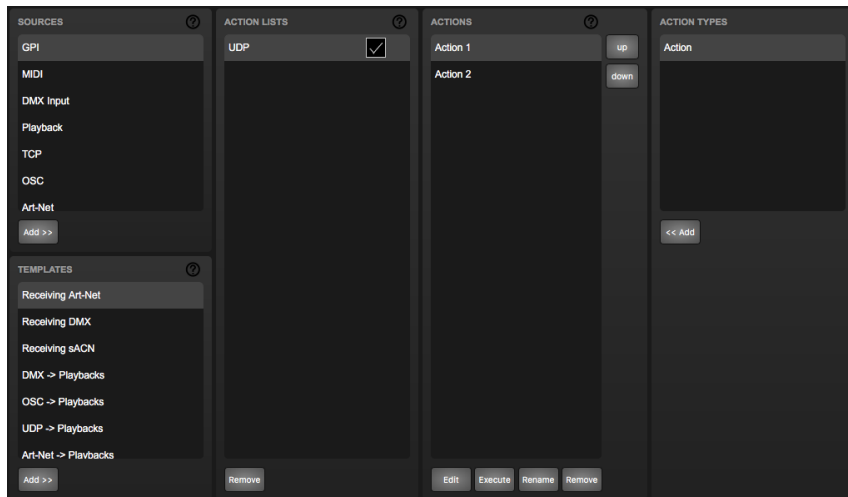 SOURCES
GPI
MIDI
DMX Input
Playback
TCP
OSC
Art-Net
Add >>
TEMPLATES
Receiving Art-Net
Receiving DMX
Receiving sACN
DMX -> Playbacks
OSC -> Playbacks
UDP -> Playbacks
Art-Net -> Playbacks
Add >>
ACTION LISTS
UDP
Remove
ACTIONS
Action 1
Action 2
up
down
Edit
Execute
Rename
Remove
ACTION TYPES
Action
<< Add